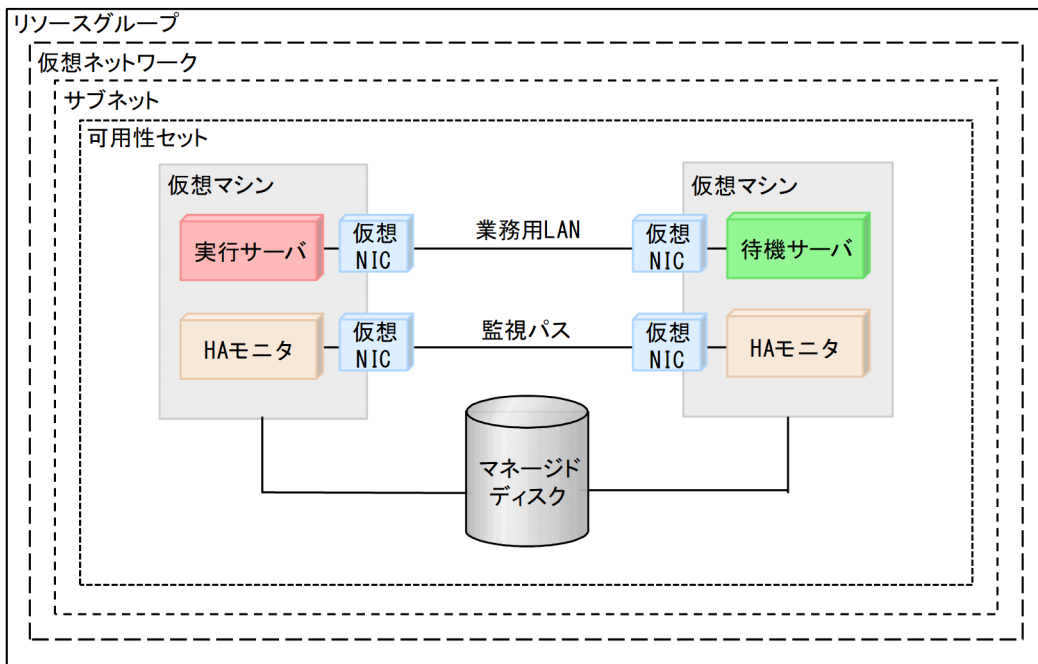 リソースグループ
仮想ネットワーク
サブネット
可用性セット
仮想マシン
仮想マシン
実行サーバ
仮想
NIC
業務用LAN
仮想
NIC
待機サーバ
HAモニタ
仮想
NIC
監視パス
仮想
NIC
HAモニタ
マネージド
ディスク